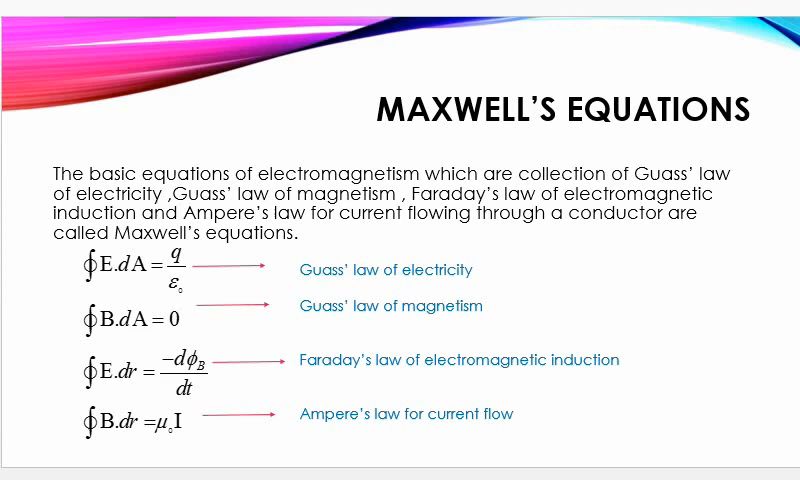 MAXWELL’S EQUATIONS
The basic equations of electromagnetism which are collection of Guass’ law
of electricity ,Guass’ law of magnetism , Faraday’s law of electromagnetic
induction and Ampere’s law for current flowing through a conductor are
called Maxwell’s equations.
∮E.dA = q/ε₀ Guass’ law of electricity
∮B.dA = 0 Guass’ law of magnetism
∮E.dr = −dϕ_B/dt Faraday’s law of electromagnetic induction
∮B.dr =μ₀I Ampere’s law for current flow